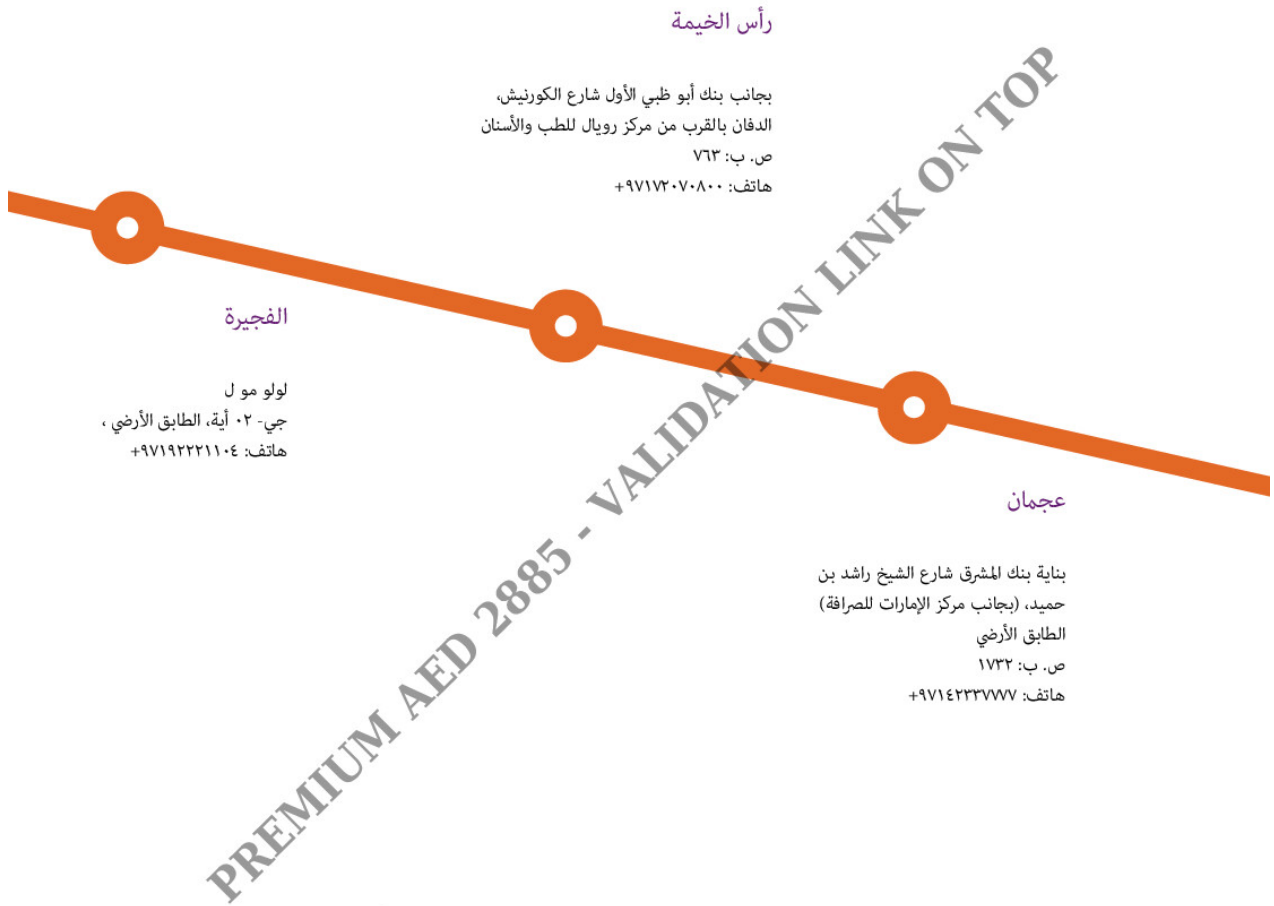 رأس الخيمة
بجانب بنك أبو ظبي الأول شارع الكورنيش،
الدفان بالقرب من مركز رويال للطب والأسنان
ص. ب: ٧٦٣
هاتف: ٩٧١٧٢٠٧٠٨٠٠+
الفجيرة
لولو مو ل
جي- ٠٢ أية، الطابق الأرضي ،
هاتف: ٩٧١٩٢٢٢١١٠٤+
عجمان
بناية بنك المشرق شارع الشيخ راشد بن
حميد، (بجانب مركز الإمارات للصرافة)
الطابق الأرضي
ص. ب: ١٧٣٢
هاتف: ٩٧١٤٢٣٣٧٧٧٧+
PREMIUM AED 2885 - VALIDATION LINK ON TOP